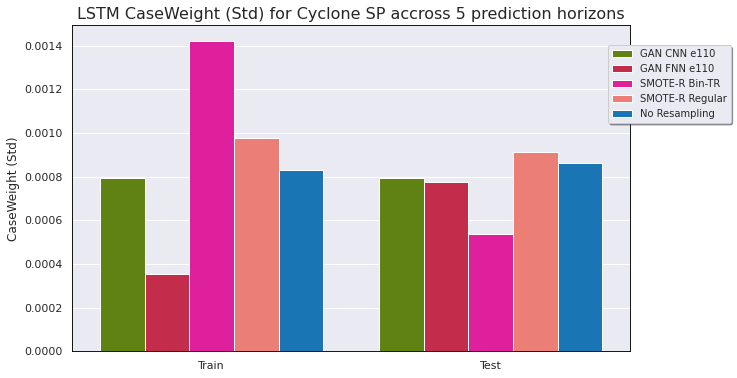 LSTM CaseWeight (Std) for Cyclone SP accross 5 prediction horizons
CaseWeight (Std)
0.0014
0.0012
0.0010
0.0008
0.0006
0.0004
0.0002
0.0000
Train
Test
GAN CNN e110
GAN FNN e110
SMOTE-R Bin-TR
SMOTE-R Regular
No Resampling